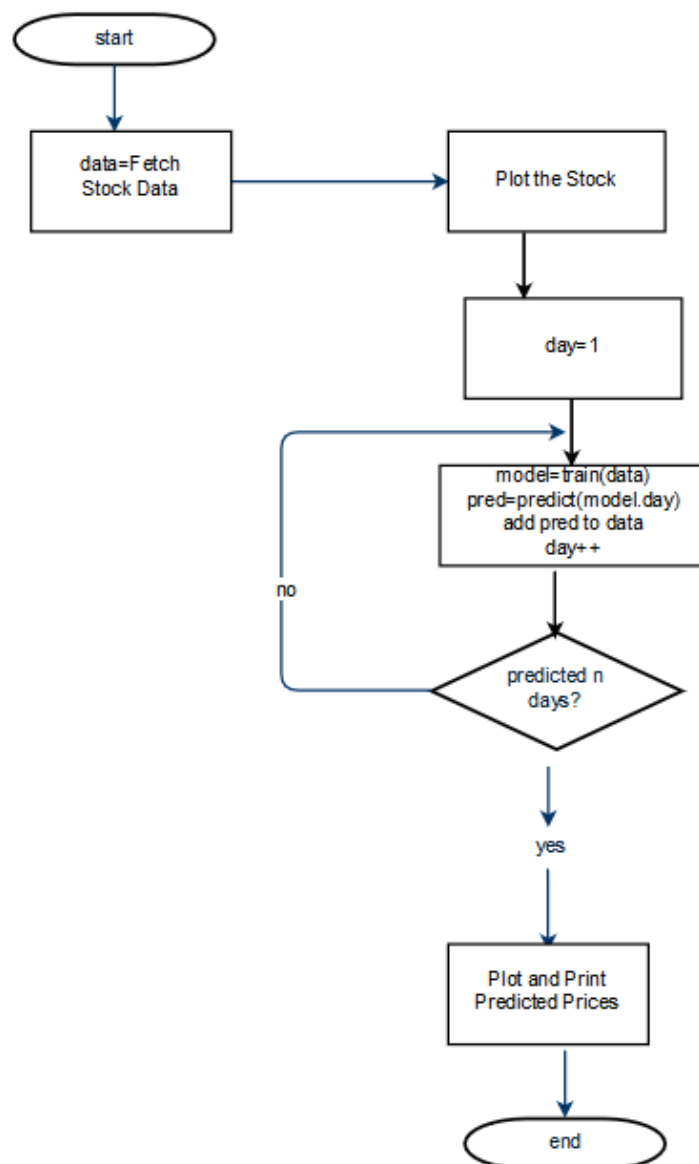 start
data=Fetch
Stock Data
Plot the Stock
day=1
model=train(data)
pred=predict(model.day)
add pred to data
day++
no
predicted n
days?
yes
Plot and Print
Predicted Prices
end